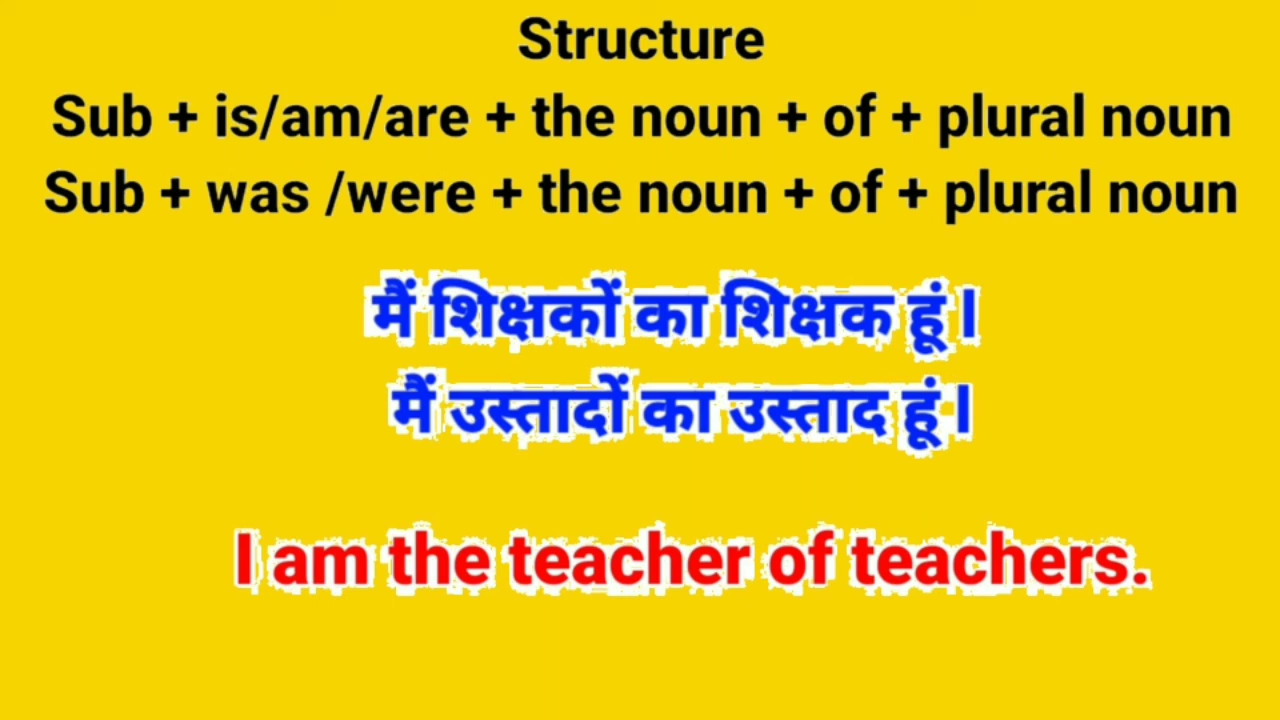 Structure
Sub + is/am/are + the noun + of + plural noun
Sub + was /were + the noun + of + plural noun
मैं शिक्षकों का शिक्षक हूं।
मैं उस्तादों का उस्ताद हूं।
I am the teacher of teachers.